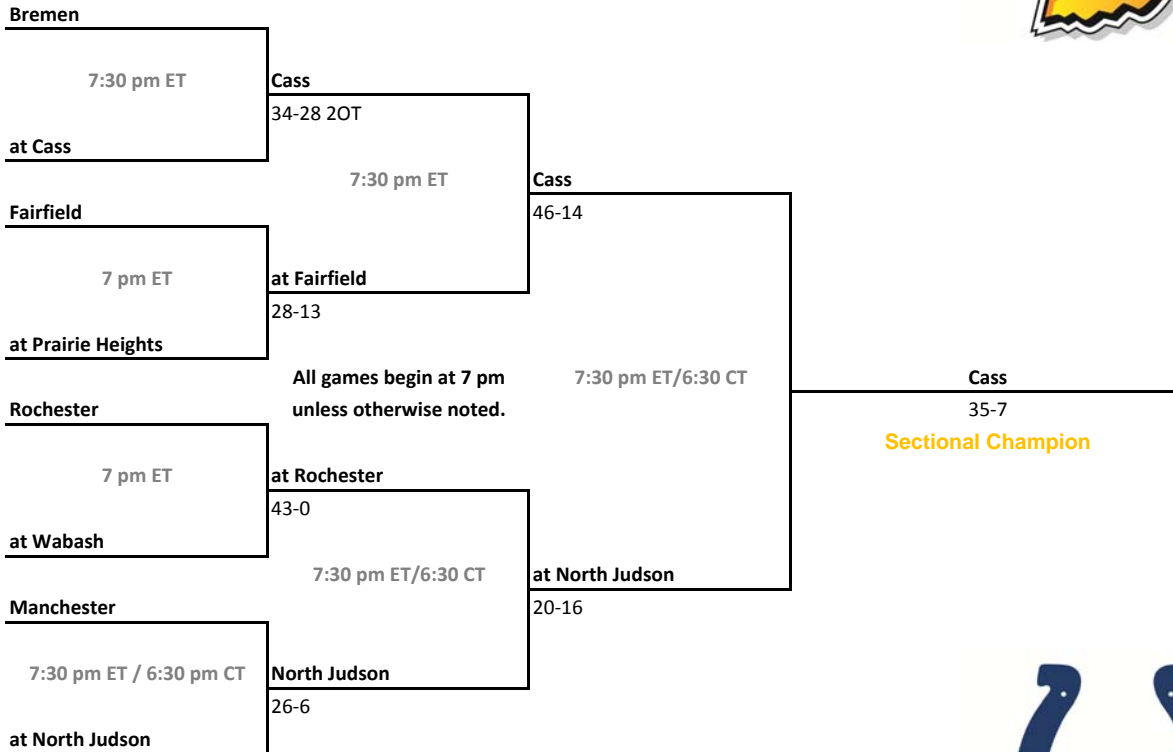 Bremen
7:30 pm ET
Cass
34-28 2OT
at Cass
7:30 pm ET
Cass
46-14
Fairfield
7 pm ET
at Fairfield
28-13
at Prairie Heights
All games begin at 7 pm
unless otherwise noted.
7:30 pm ET/6:30 CT
Cass
35-7
Sectional Champion
Rochester
7 pm ET
at Rochester
43-0
at Wabash
7:30 pm ET/6:30 CT
at North Judson
20-16
Manchester
7:30 pm ET / 6:30 pm CT
North Judson
26-6
at North Judson